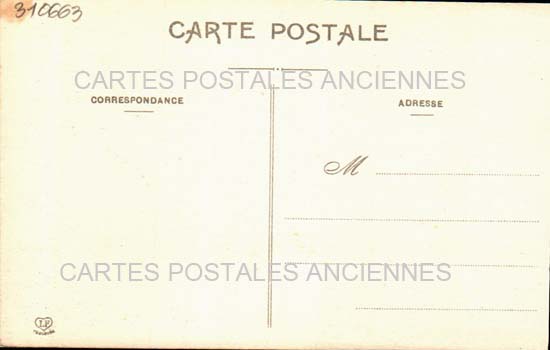 310663
CARTE POSTALE
CARTES POSTALES ANCIENNES
CORRESPONDANCE
ADRESSE
M
CARTES POSTALES ANCIENNES